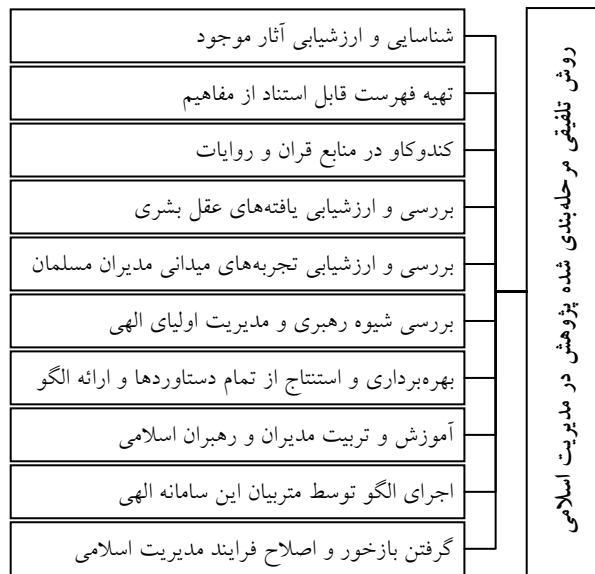 روش تلفیقی مرحله‌بندی شده پژوهش در مدیریت اسلامی
شناسایی و ارزشیابی آثار موجود
تهیه فهرست قابل استناد از مفاهیم
کندوکاو در منابع قران و روایات
بررسی و ارزشیابی یافته‌های عقل بشری
بررسی و ارزشیابی تجربه‌های میدانی مدیران مسلمان
بررسی شیوه رهبری و مدیریت اولیای الهی
بهره‌برداری و استنتاج از تمام دستاوردها و ارائه الگو
آموزش و تربیت مدیران و رهبران اسلامی
اجرای الگو توسط متربیان این سامانه الهی
گرفتن بازخور و اصلاح فرایند مدیریت اسلامی